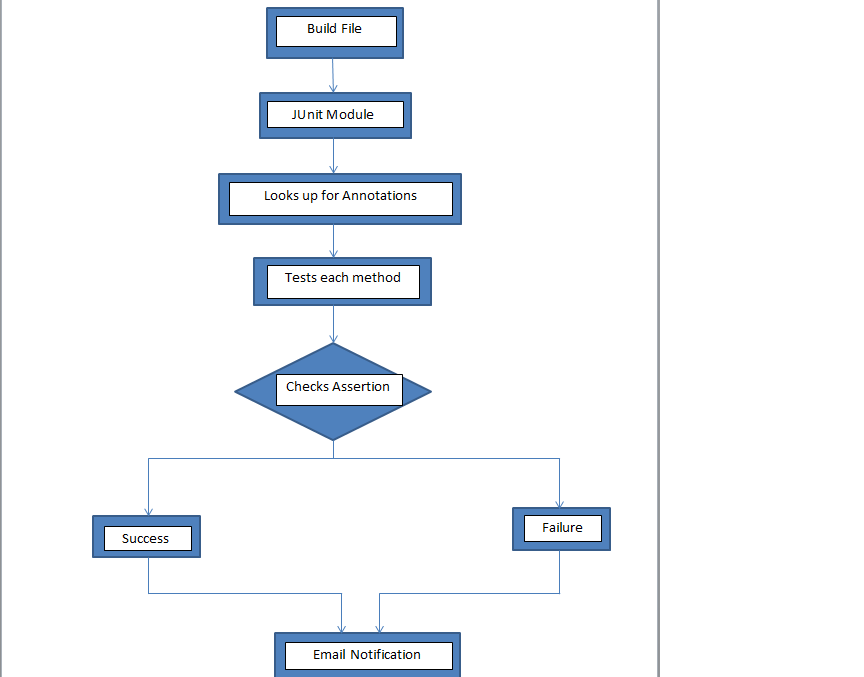 Build File
JUnit Module
Looks up for Annotations
Tests each method
Checks Assertion
Success
Failure
Email Notification